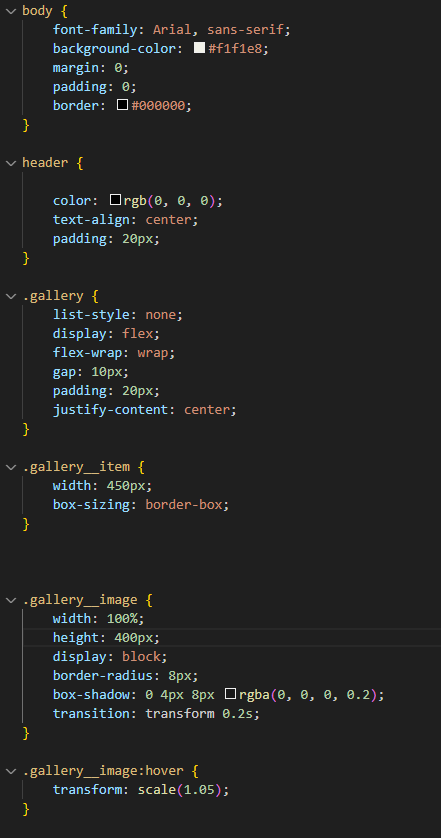 body {
    font-family: Arial, sans-serif;
    background-color: #f1f1e8;
    margin: 0;
    padding: 0;
    border: #000000;
}
header {
    color: rgb(0, 0, 0);
    text-align: center;
    padding: 20px;
}
.gallery {
    list-style: none;
    display: flex;
    flex-wrap: wrap;
    gap: 10px;
    padding: 20px;
    justify-content: center;
}
.gallery__item {
    width: 450px;
    box-sizing: border-box;
}
.gallery__image {
    width: 100%;
    height: 400px;
    display: block;
    border-radius: 8px;
    box-shadow: 0 4px 8px rgba(0, 0, 0, 0.2);
    transition: transform 0.2s;
}
.gallery__image:hover {
    transform: scale(1.05);
}